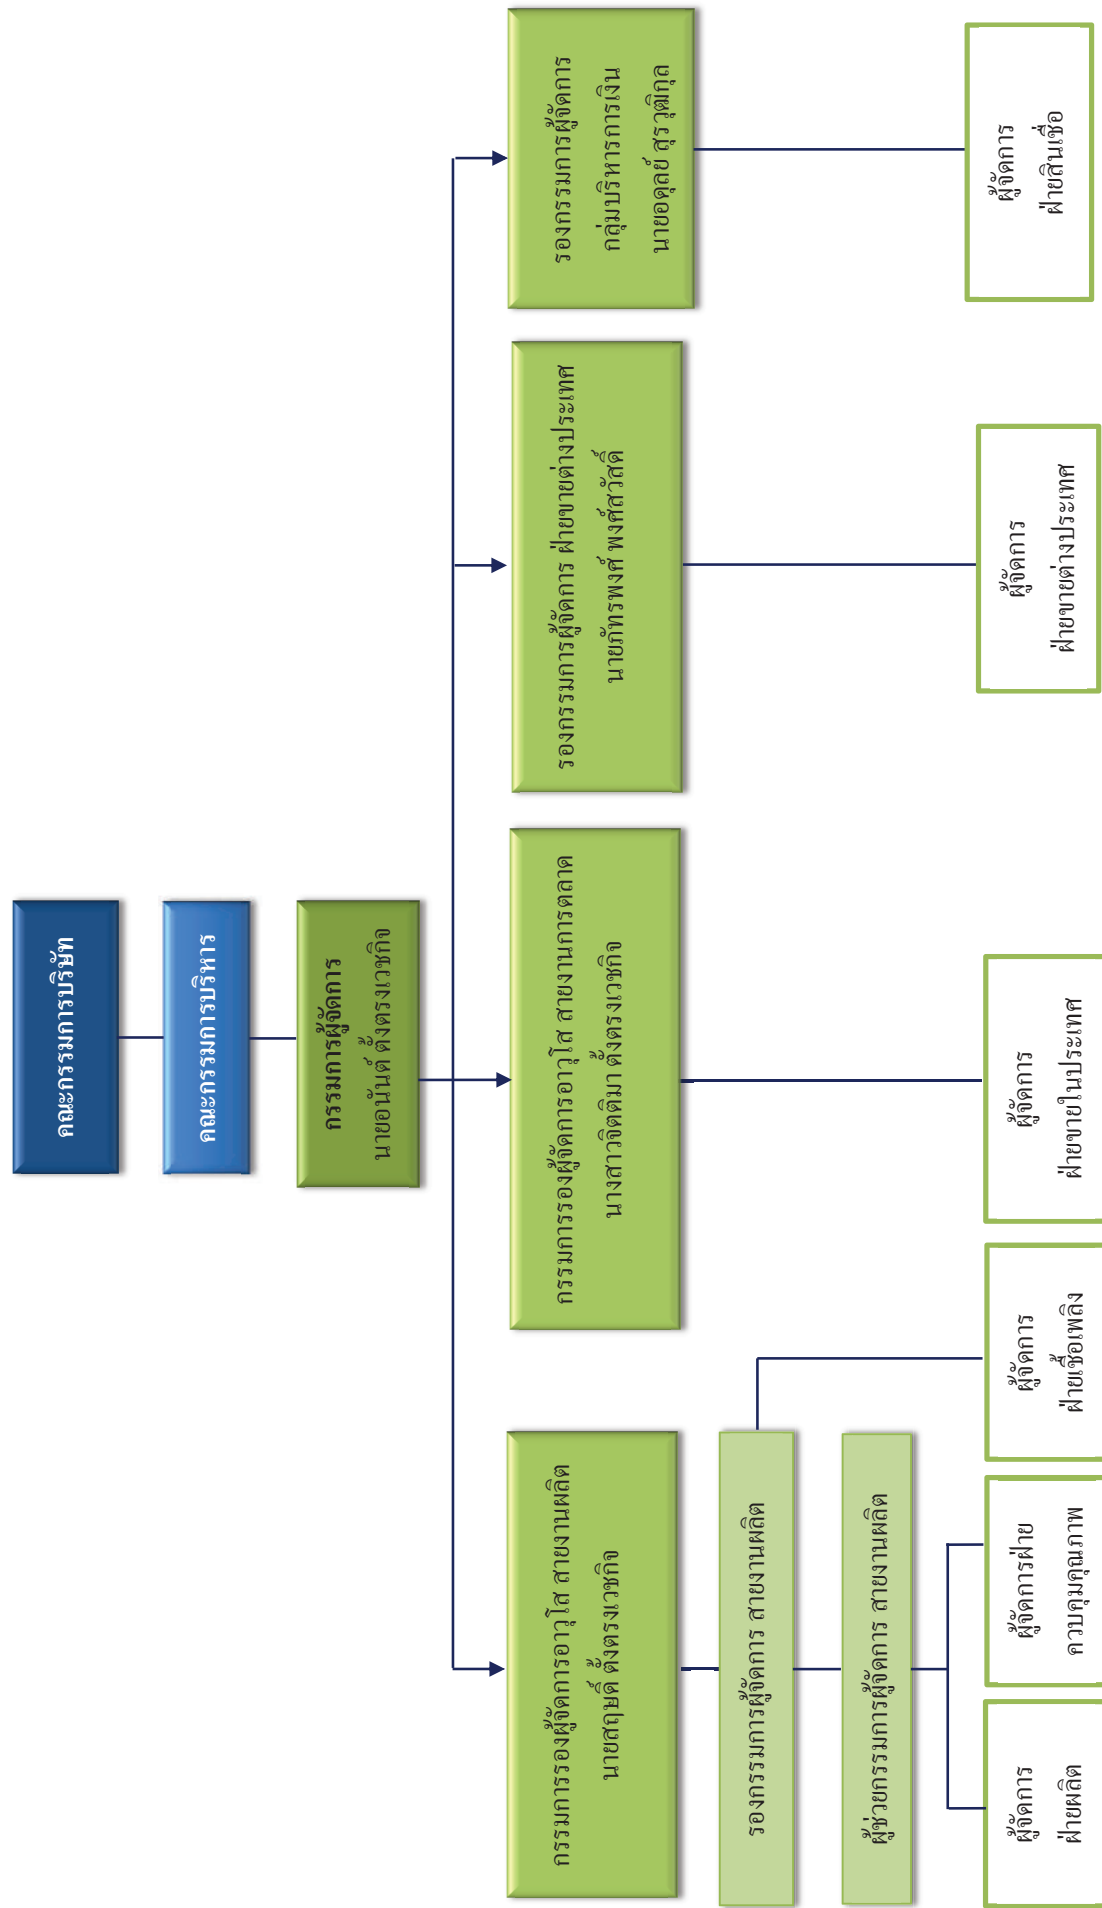 คณะกรรมการบริษัท
คณะกรรมการบริหาร
กรรมการผู้จัดการ
นายอนันต์ ตั้งตรงเวชกิจ
กรรมการรองผู้จัดการอาวุโส สายงานผลิต
นายสฤษดิ์ ตั้งตรงเวชกิจ
กรรมการรองผู้จัดการอาวุโส สายงานการตลาด
นางสาวจิตติมา ตั้งตรงเวชกิจ
รองกรรมการผู้จัดการ ฝ่ายขายต่างประเทศ
นายภัทรพงศ์ พงศ์สวัสดิ์
รองกรรมการผู้จัดการ
กลุ่มบริหารการเงิน
นายอดุลย์ สุรวุฒิกุล
รองกรรมการผู้จัดการ สายงานผลิต
ผู้ช่วยกรรมการผู้จัดการ สายงานผลิต
ผู้จัดการ
ฝ่ายผลิต
ผู้จัดการฝ่าย
ควบคุมคุณภาพ
ผู้จัดการ
ฝ่ายเชื้อเพลิง
ผู้จัดการ
ฝ่ายขายในประเทศ
ผู้จัดการ
ฝ่ายขายต่างประเทศ
ผู้จัดการ
ฝ่ายสินเชื่อ